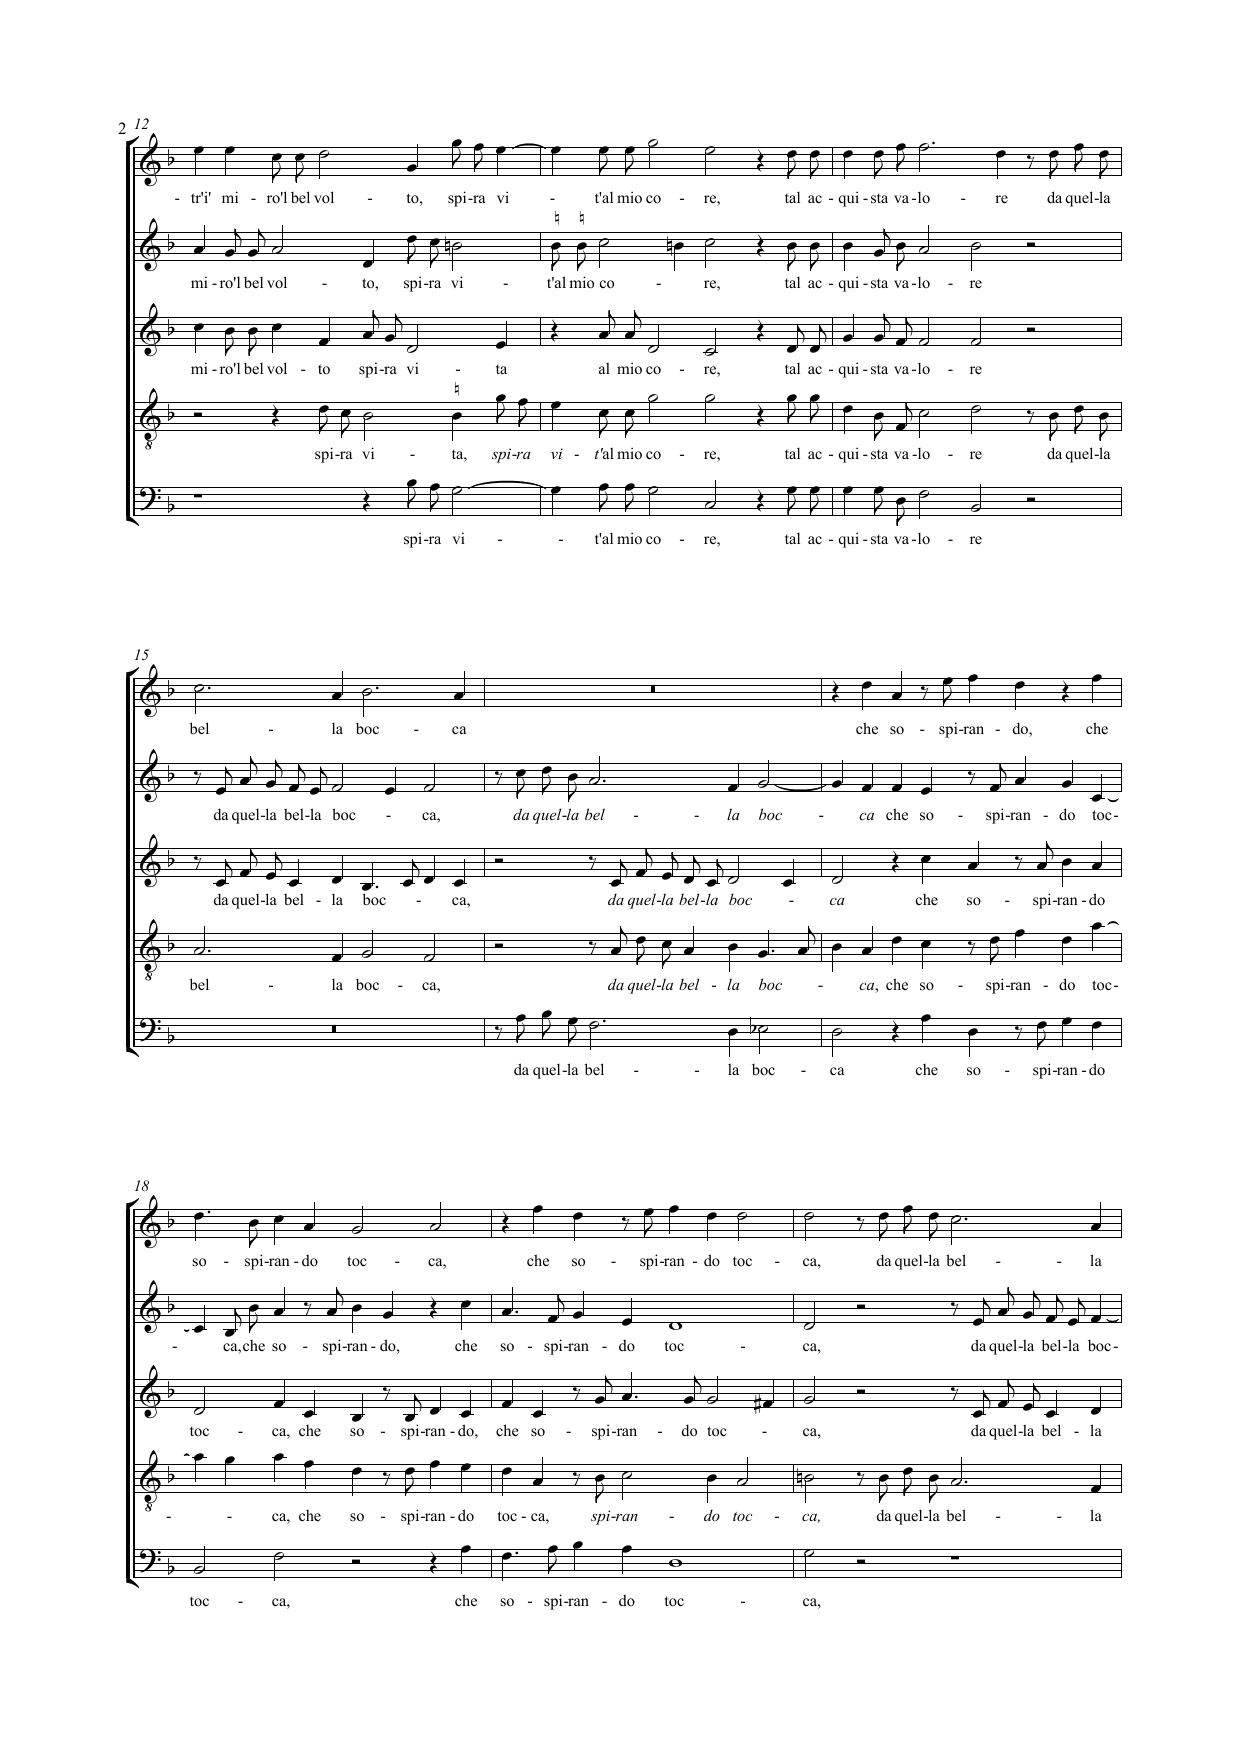 2 12
- tr'i' mi - ro'l bel vol - to, spi-ra vi - t'al mio co - re, tal ac - qui - sta va - lo - re da quel-la
mi - ro'l bel vol - to, spi-ra vi - t'al mio co - re, tal ac - qui - sta va - lo - re
mi - ro'l bel vol - to spi-ra vi - ta al mio co - re, tal ac - qui - sta va - lo - re
8
spi-ra vi - ta, spi-ra vi - t'al mio co - re, tal ac - qui - sta va - lo - re da quel-la
spi-ra vi - - t'al mio co - re, tal ac - qui - sta va - lo - re
15
bel - la boc - ca che so - spi-ran - do, che
da quel-la bel-la boc - ca, da quel-la bel - - la boc - ca che so - spi-ran - do toc-
da quel-la bel - la boc - ca, da quel-la bel-la boc - ca che so - spi-ran-do
8
bel - la boc - ca, da quel-la bel - la boc - ca, che so - spi-ran - do toc-
da quel-la bel - - la boc - ca che so - spi-ran-do
18
so - spi-ran - do toc - ca, che so - spi-ran - do toc - ca, da quel-la bel - - la
- ca, che so - spi-ran - do, che so - spi-ran - do toc - ca, da quel-la bel-la boc-
toc - ca, che so - spi-ran - do, che so - spi-ran - do toc - ca, da quel-la bel - la
8
- - ca, che so - spi-ran - do toc - ca, spi-ran - do toc - ca, da quel-la bel - - la
toc - ca, che so - spi-ran - do toc - ca,